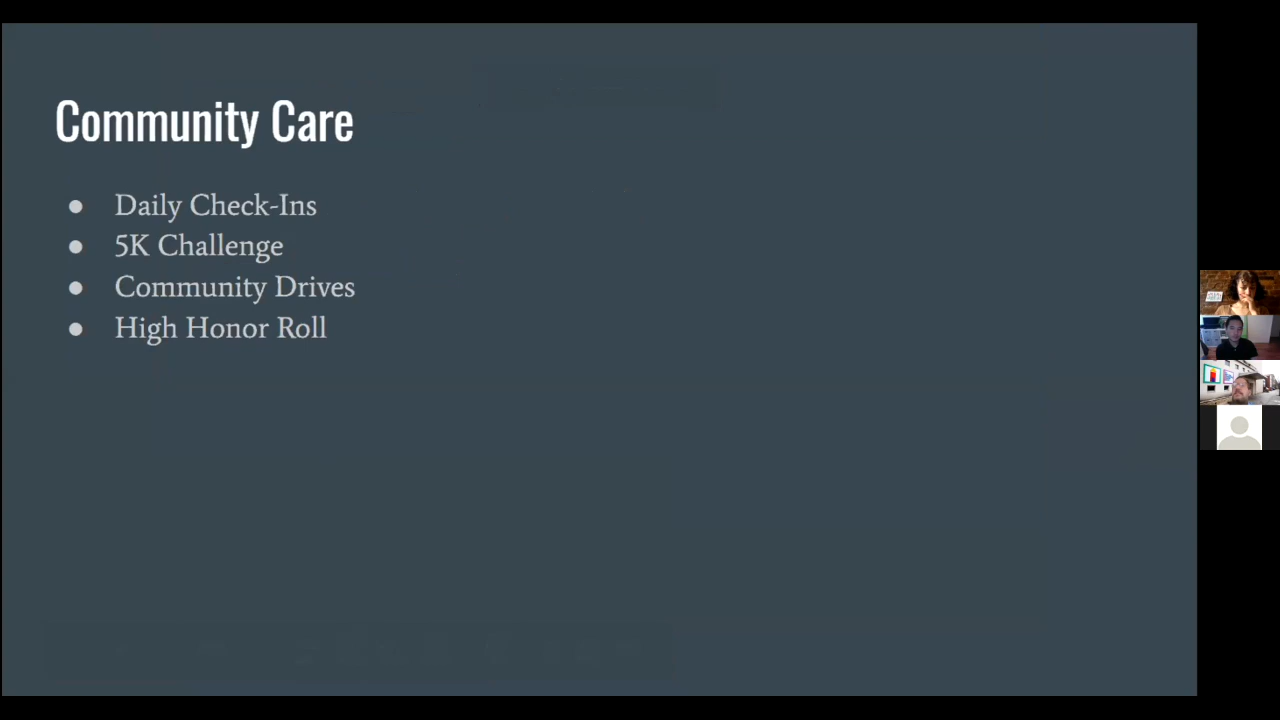 Community Care
● Daily Check-Ins
● 5K Challenge
● Community Drives
● High Honor Roll